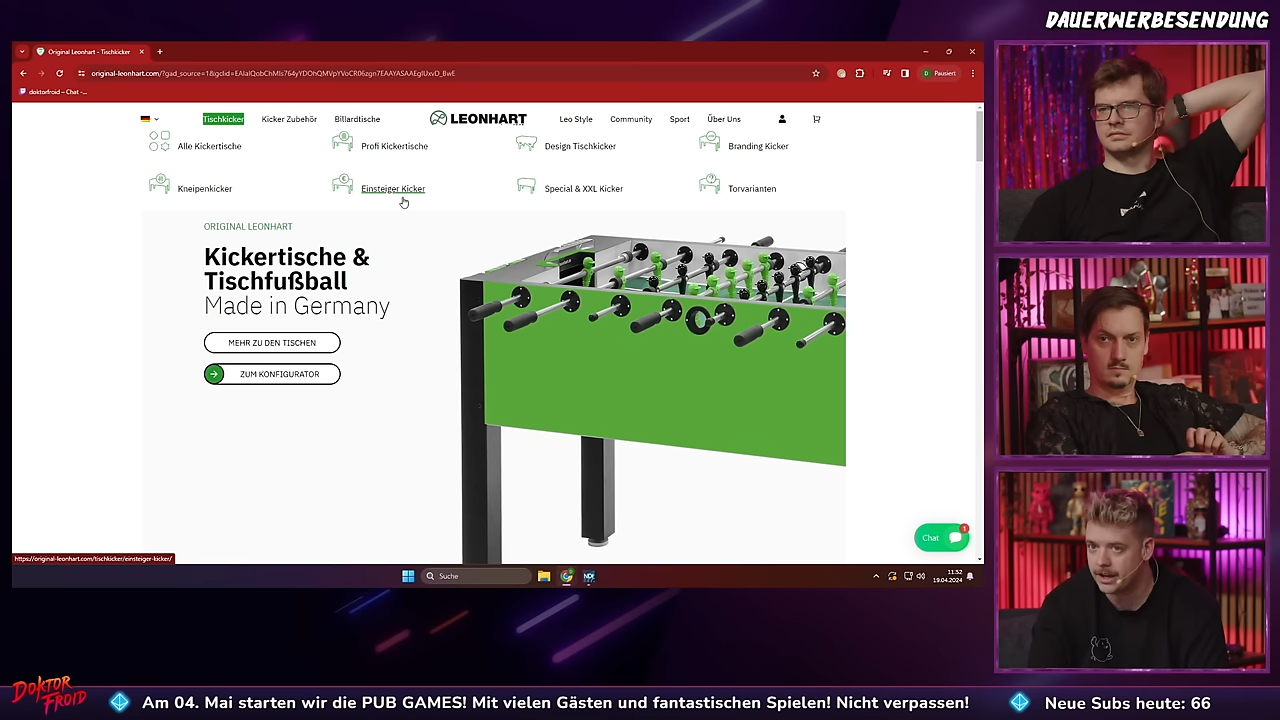 DAUERWERBESENDUNG
Original Leonhart - Tischkicker
doktorfroid – Chat -...
Pausiert
Tischkicker
Kicker Zubehör
Billardtische
LEONHART
Leo Style
Community
Sport
Über Uns
Alle Kickertische
Profi Kickertische
Design Tischkicker
Branding Kicker
Kneipenkicker
Einsteiger Kicker
Special & XXL Kicker
Torvarianten
ORIGINAL LEONHART
Kickertische &
Tischfußball
Made in Germany
MEHR ZU DEN TISCHEN
ZUM KONFIGURATOR
Chat
1
https://original-leonhart.com/tischkicker/einsteiger-kicker/
Suche
11:52
19.04.2024
DOKTOR
FROID
Am 04. Mai starten wir die PUB GAMES! Mit vielen Gästen und fantastischen Spielen! Nicht verpassen!
Neue Subs heute: 66